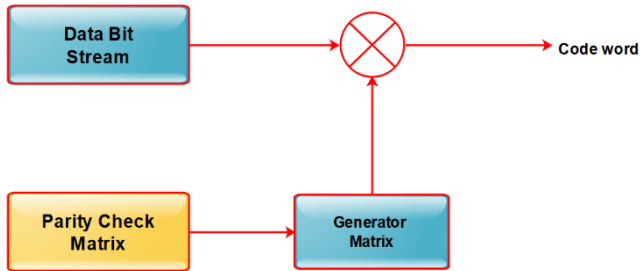 Data Bit
Stream
Code word
Parity Check
Matrix
Generator
Matrix